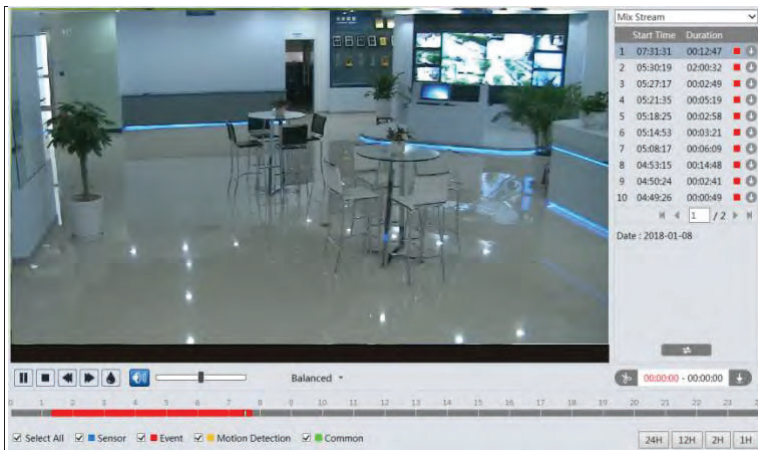 Mix Stream
Start Time Duration
1 07:31:31 00:12:47
2 05:30:19 02:00:32
3 05:27:17 00:02:49
4 05:21:35 00:05:19
5 05:18:25 00:02:58
6 05:14:53 00:03:21
7 05:08:17 00:06:09
8 04:53:15 00:14:48
9 04:50:24 00:02:41
10 04:49:26 00:00:49
1 / 2
Date : 2018-01-08
Balanced
00:00:00 - 00:00:00
0 1 2 3 4 5 6 7 8 9 10 11 12 13 14 15 16 17 18 19 20 21 22 23
Select All Sensor Event Motion Detection Common
24H 12H 2H 1H